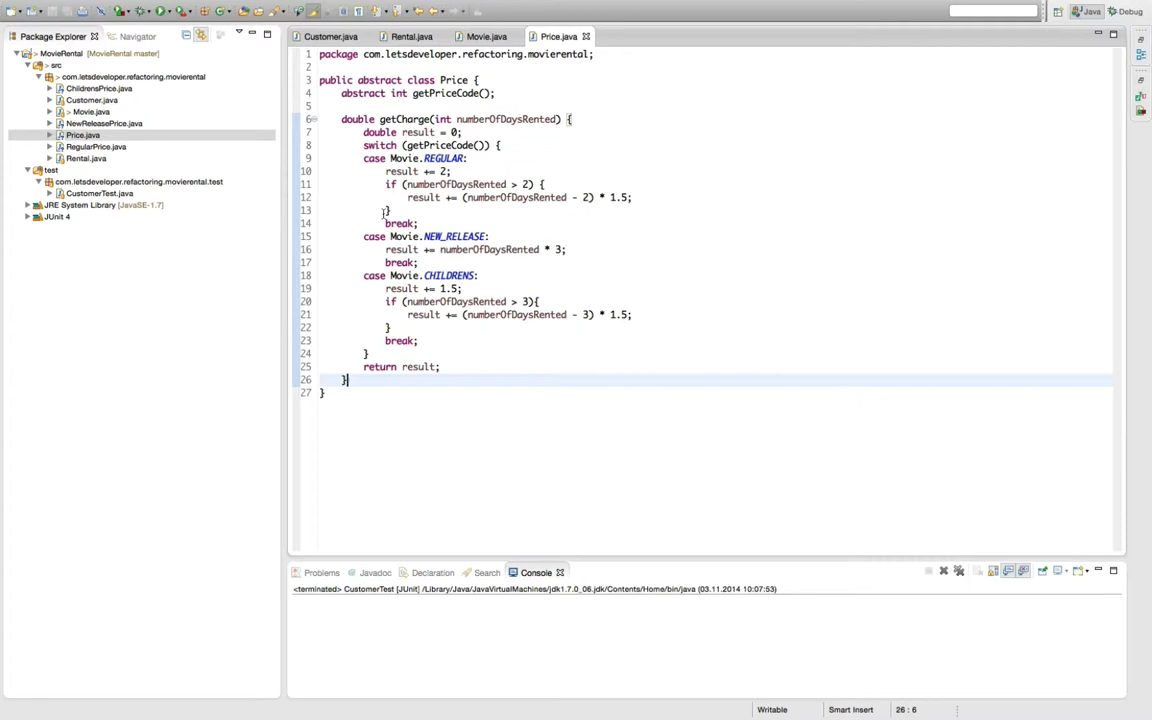 Java
Debug
Package Explorer
Navigator
MovieRental [MovieRental master]
> src
> com.letsdeveloper.refactoring.movierental
ChildrensPrice.java
Customer.java
> Movie.java
NewReleasePrice.java
Price.java
RegularPrice.java
Rental.java
test
com.letsdeveloper.refactoring.movierental.test
CustomerTest.java
JRE System Library [JavaSE-1.7]
JUnit 4
Customer.java
Rental.java
Movie.java
Price.java
1 package com.letsdeveloper.refactoring.movierental;
2
3 public abstract class Price {
4 abstract int getPriceCode();
5
6 double getCharge(int numberOfDaysRented) {
7 double result = 0;
8 switch (getPriceCode()) {
9 case Movie.REGULAR:
10 result += 2;
11 if (numberOfDaysRented > 2) {
12 result += (numberOfDaysRented - 2) * 1.5;
13 }
14 break;
15 case Movie.NEW_RELEASE:
16 result += numberOfDaysRented * 3;
17 break;
18 case Movie.CHILDRENS:
19 result += 1.5;
20 if (numberOfDaysRented > 3){
21 result += (numberOfDaysRented - 3) * 1.5;
22 }
23 break;
24 }
25 return result;
26 }
27 }
Problems
Javadoc
Declaration
Search
Console
<terminated> CustomerTest [JUnit] /Library/Java/JavaVirtualMachines/jdk1.7.0_06.jdk/Contents/Home/bin/java (03.11.2014 10:07:53)
Writable
Smart Insert
26 : 6